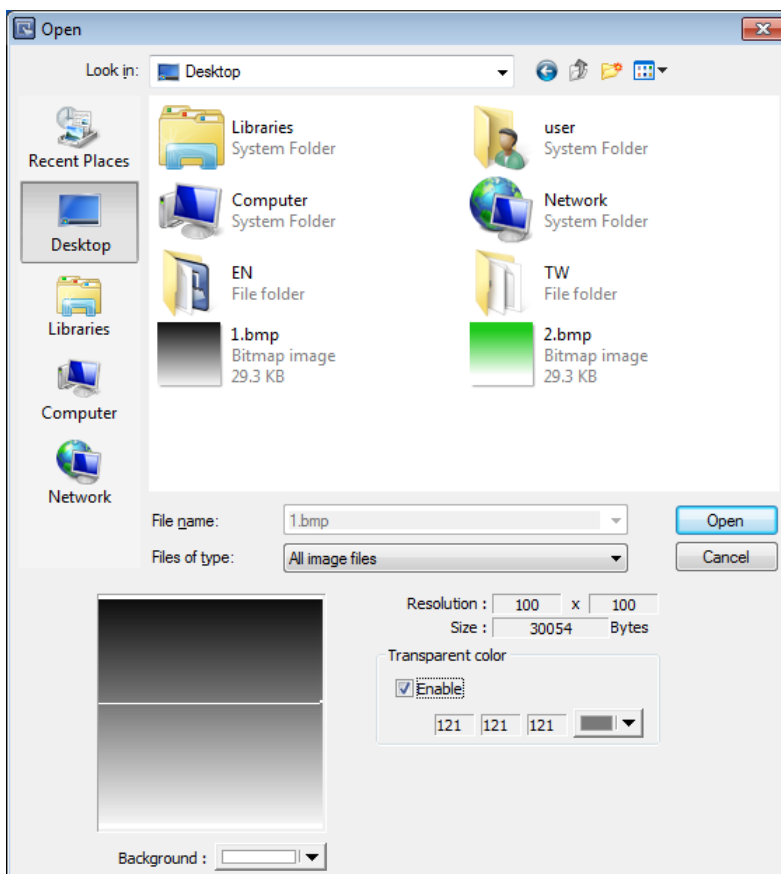 Open
Look in: Desktop
Recent Places
Desktop
Libraries
Computer
Network
Libraries
System Folder
user
System Folder
Computer
System Folder
Network
System Folder
EN
File folder
TW
File folder
1.bmp
Bitmap image
29.3 KB
2.bmp
Bitmap image
29.3 KB
File name: 1.bmp Open
Files of type: All image files Cancel
Resolution : 100 x 100
Size : 30054 Bytes
Transparent color
Enable
121 121 121
Background :